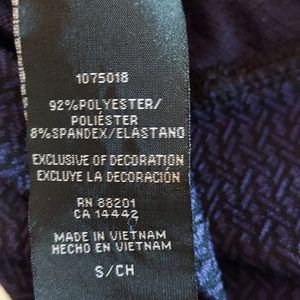 1075018
92%POLYESTER/
POLIÉSTER
8%SPANDEX/ELASTANO
EXCLUSIVE OF DECORATION
EXCLUYE LA DECORACIÓN
RN 88201
CA 14442
MADE IN VIETNAM
HECHO EN VIETNAM
S/CH